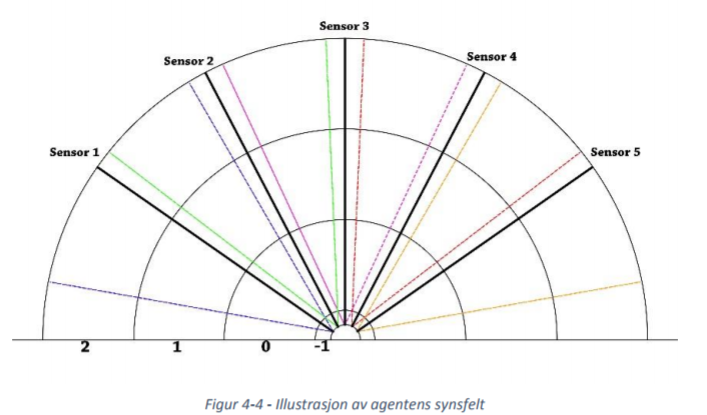 Sensor 3
Sensor 2
Sensor 4
Sensor 1
Sensor 5
2 1 0 -1
Figur 4-4 - Illustrasjon av agentens synsfelt